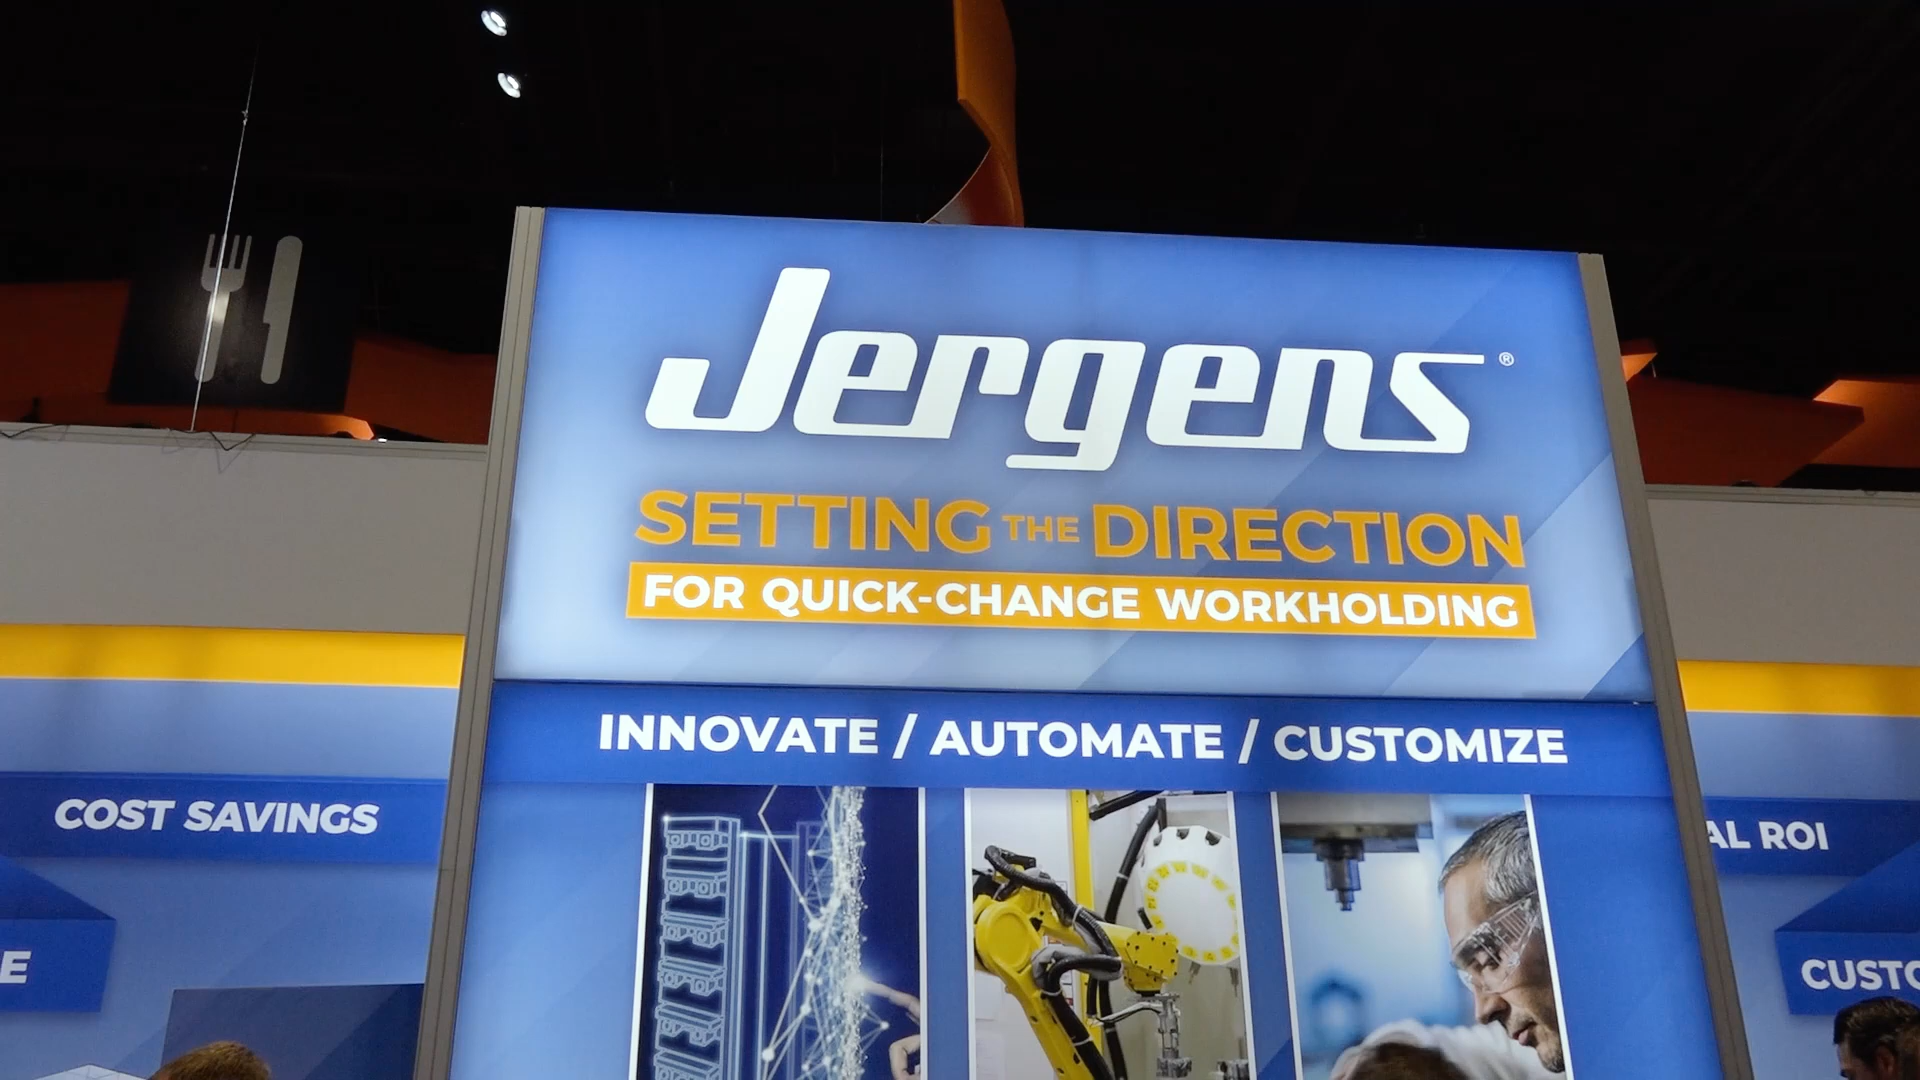 Jergens®
SETTING THE DIRECTION
FOR QUICK-CHANGE WORKHOLDING
INNOVATE / AUTOMATE / CUSTOMIZE
COST SAVINGS
AL ROI
E
CUSTO